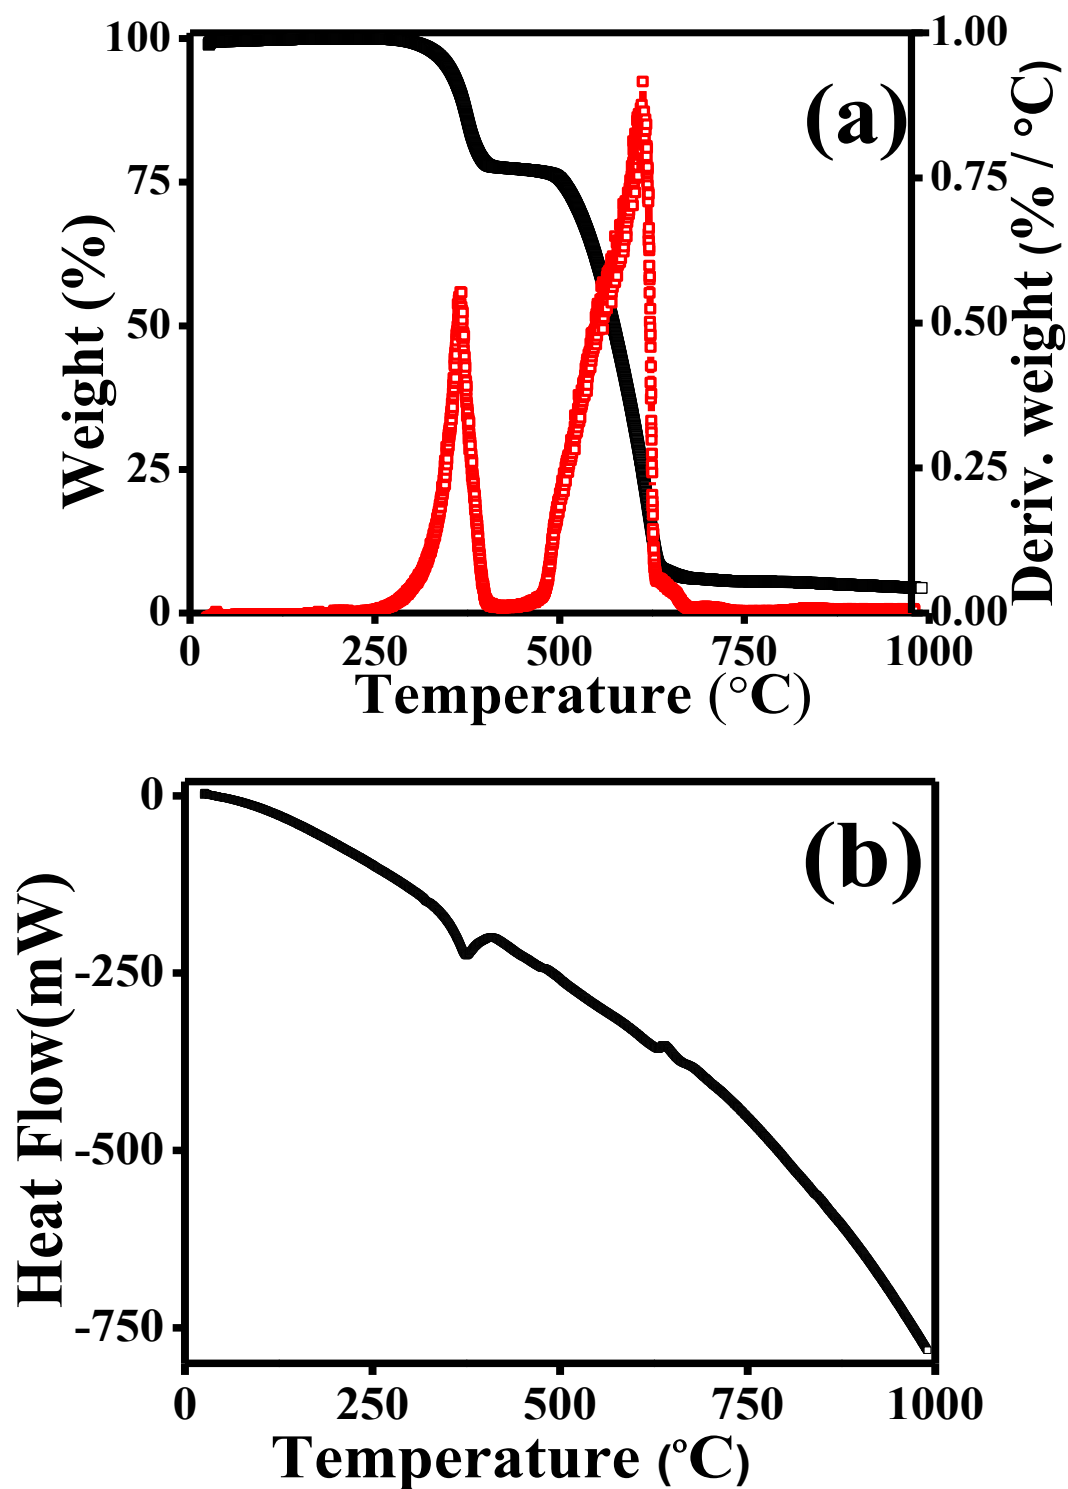 (a)
100
75
50
25
0
Weight (%)
1.00
0.75
0.50
0.25
0.00
Deriv. weight (% / °C)
0 250 500 750 1000
Temperature (°C)
(b)
0
-250
-500
-750
Heat Flow(mW)
0 250 500 750 1000
Temperature (ºC)